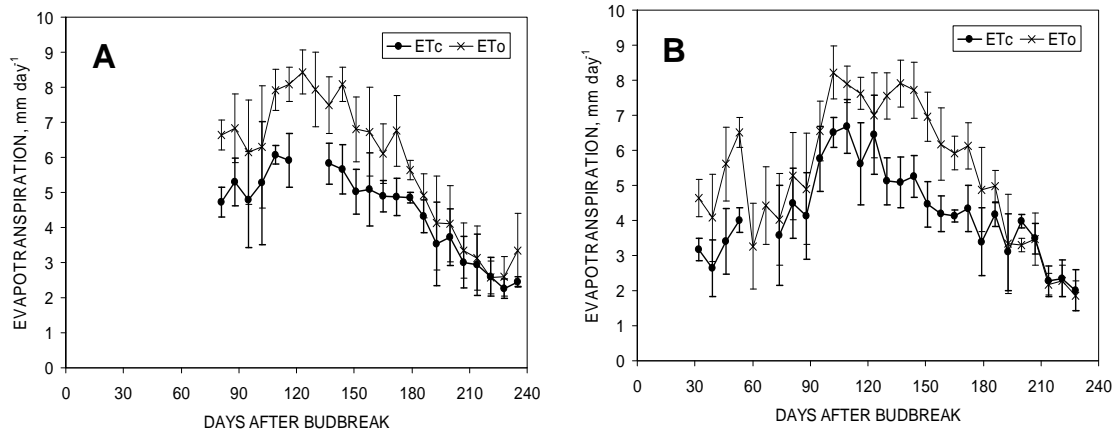 A
ETc ETo
EVAPOTRANSPIRATION, mm day-1
10
9
8
7
6
5
4
3
2
1
0
0 30 60 90 120 150 180 210 240
DAYS AFTER BUDBREAK
B
ETc ETo
EVAPOTRANSPIRATION, mm day-1
10
9
8
7
6
5
4
3
2
1
0
0 30 60 90 120 150 180 210 240
DAYS AFTER BUDBREAK